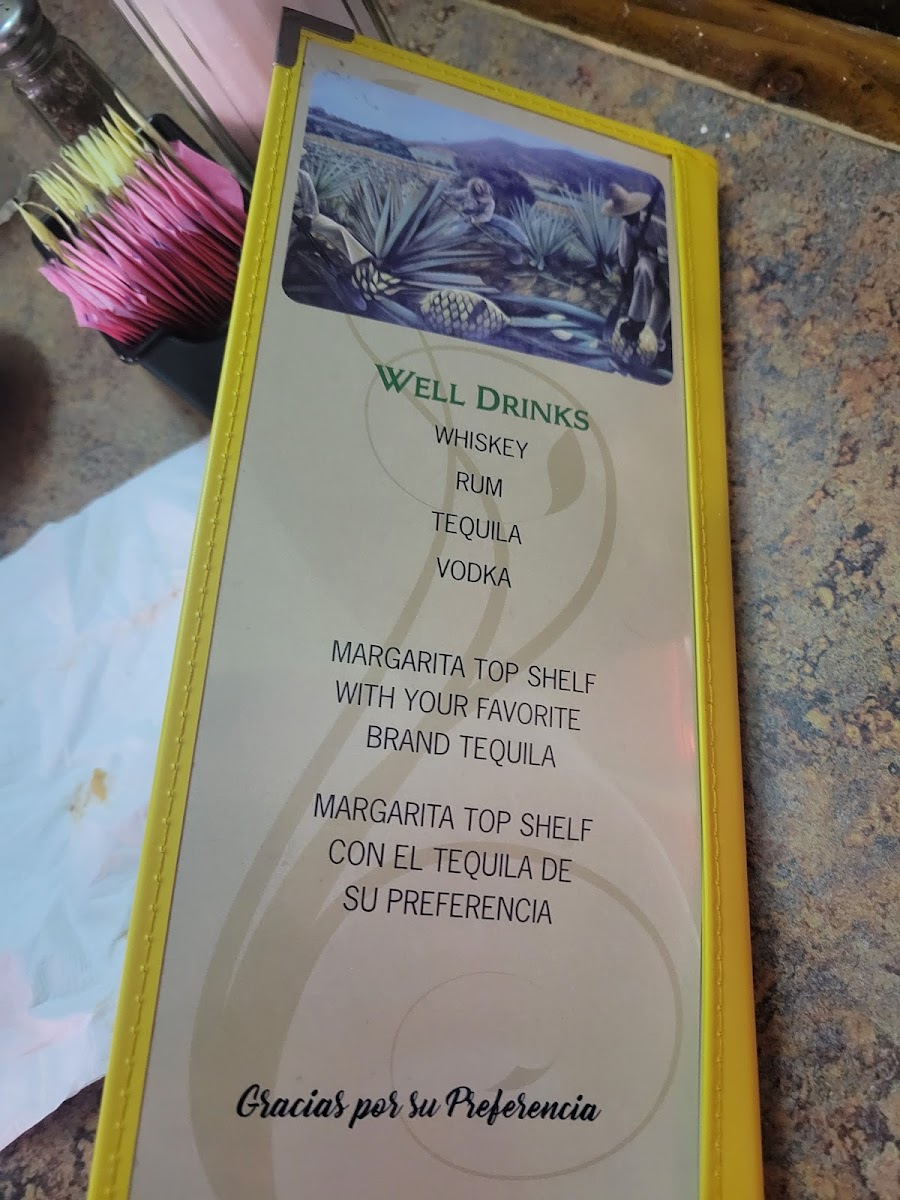 WELL DRINKS
WHISKEY
RUM
TEQUILA
VODKA
MARGARITA TOP SHELF
WITH YOUR FAVORITE
BRAND TEQUILA
MARGARITA TOP SHELF
CON EL TEQUILA DE
SU PREFERENCIA
Gracias por su Preferencia